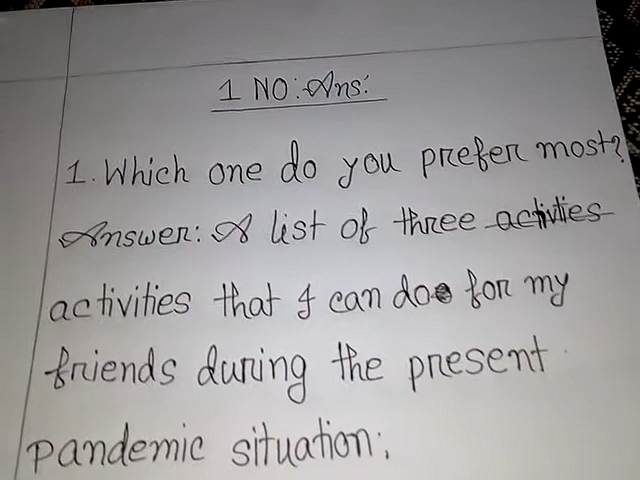 1 NO: Ans:
1. Which one do you prefer most?
Answer: A list of three activties
activities that I can do for my
friends during the present
pandemic situation: